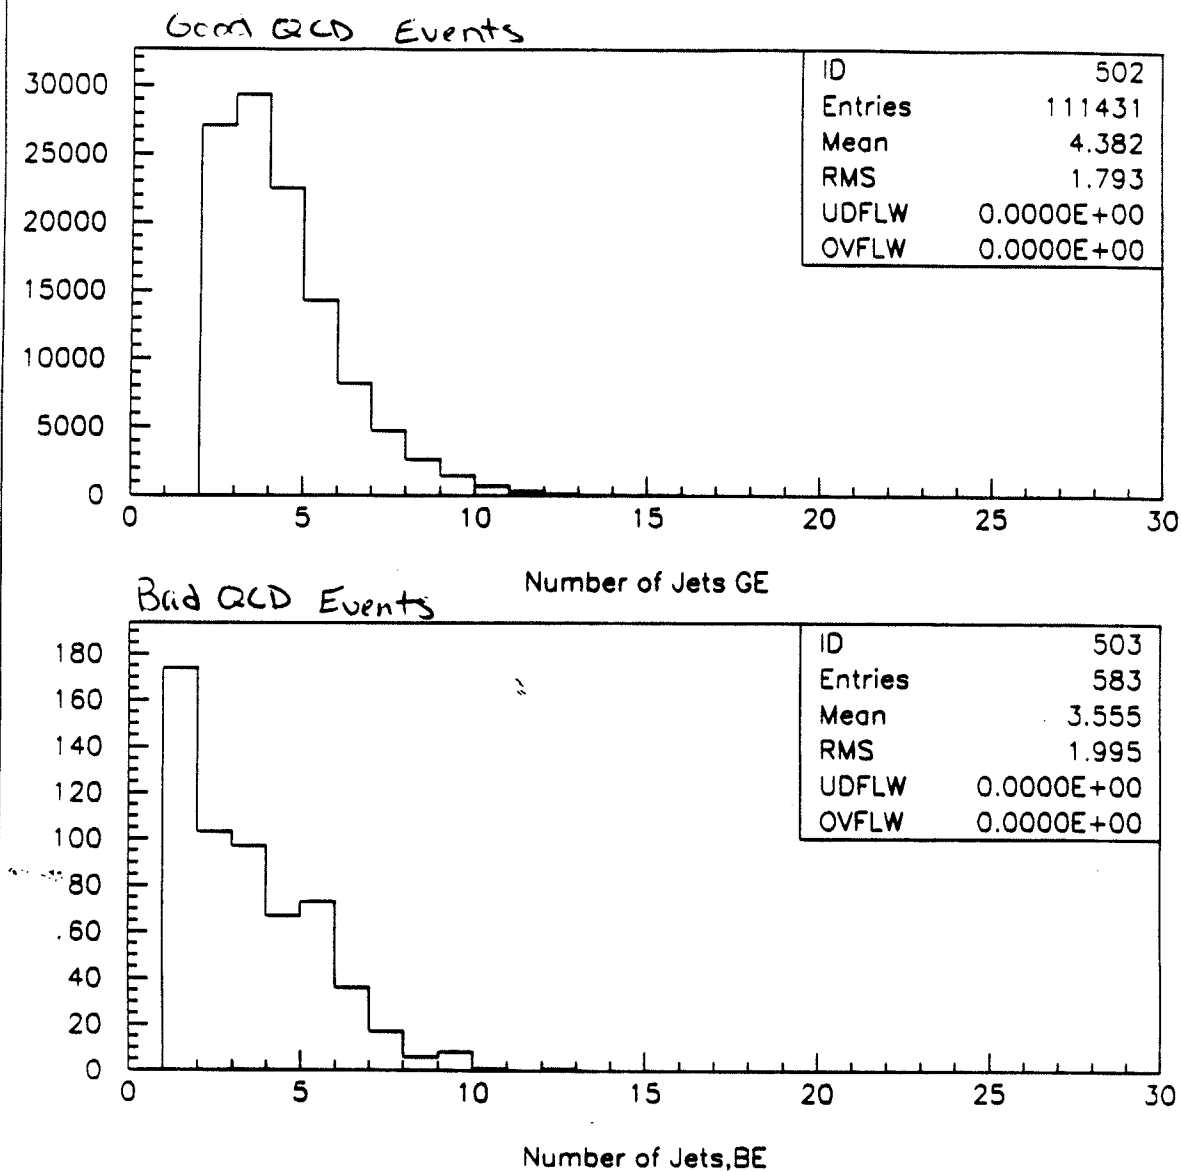 Good QCD Events
30000
25000
20000
15000
10000
5000
0
0 5 10 15 20 25 30
ID 502
Entries 111431
Mean 4.382
RMS 1.793
UDFLW 0.0000E+00
OVFLW 0.0000E+00
Number of Jets GE
Bad QCD Events
180
160
140
120
100
80
60
40
20
0
0 5 10 15 20 25 30
ID 503
Entries 583
Mean 3.555
RMS 1.995
UDFLW 0.0000E+00
OVFLW 0.0000E+00
Number of Jets,BE